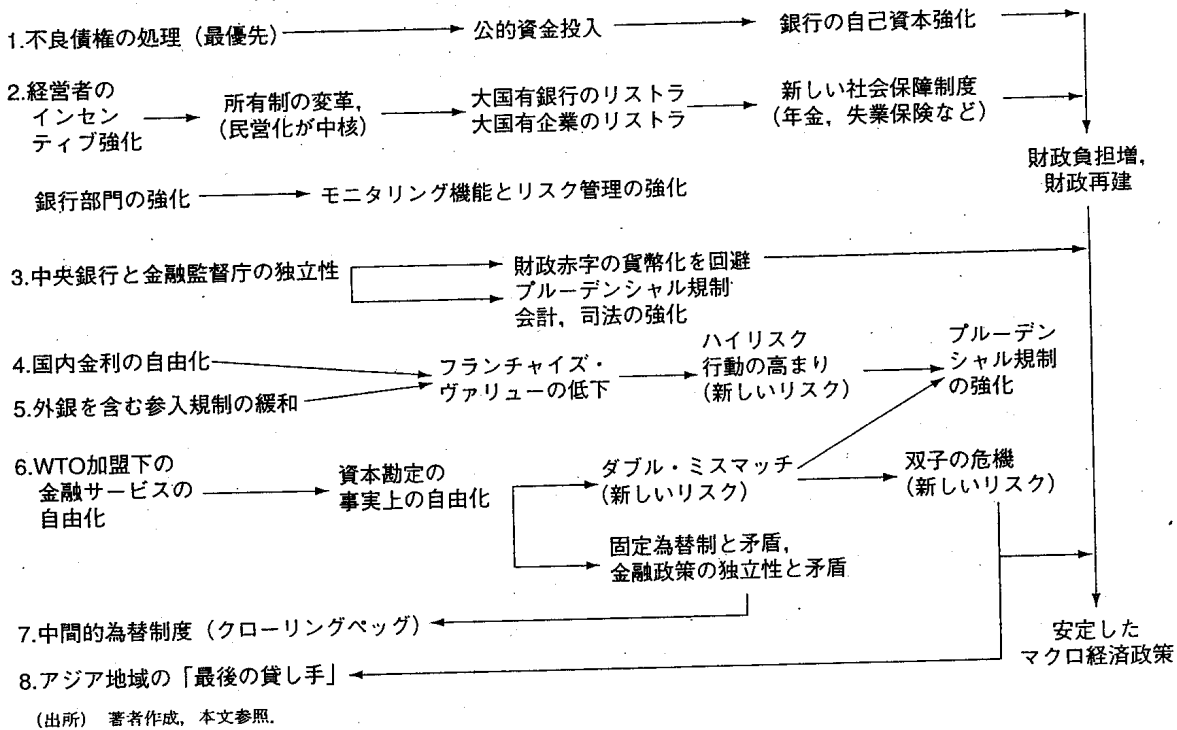 1.不良債権の処理（最優先）
公的資金投入
銀行の自己資本強化
2.経営者の
インセン
ティブ強化
所有制の変革，
(民営化が中核）
大国有銀行のリストラ
大国有企業のリストラ
新しい社会保障制度
(年金，失業保険など)
財政負担増，
財政再建
銀行部門の強化
モニタリング機能とリスク管理の強化
3.中央銀行と金融監督庁の独立性
財政赤字の貨幣化を回避
プルーデンシャル規制
会計，司法の強化
4.国内金利の自由化
5.外銀を含む参入規制の緩和
フランチャイズ・
ヴァリューの低下
ハイリスク
行動の高まり
(新しいリスク)
プルーデン
シャル規制
の強化
6.WTO加盟下の
金融サービスの
自由化
資本勘定の
事実上の自由化
ダブル・ミスマッチ
(新しいリスク)
双子の危機
(新しいリスク)
固定為替制と矛盾，
金融政策の独立性と矛盾
7.中間的為替制度（クローリングペッグ）
安定した
マクロ経済政策
8.アジア地域の「最後の貸し手」
(出所)　著者作成，本文参照．